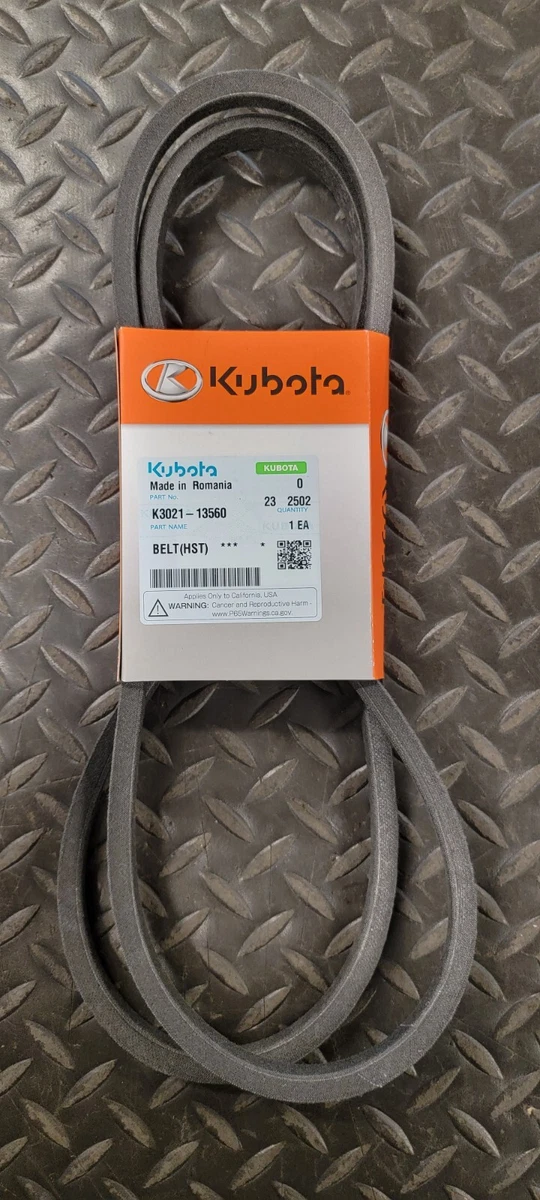 Kubota
Kubota KUBOTA
Made in Romania 0
PART No. 23 2502
K3021-13560 QUANTITY
PART NAME 1 EA
BELT(HST) *** *
Applies Only to California, USA
WARNING: Cancer and Reproductive Harm -
www.P65Warnings.ca.gov.